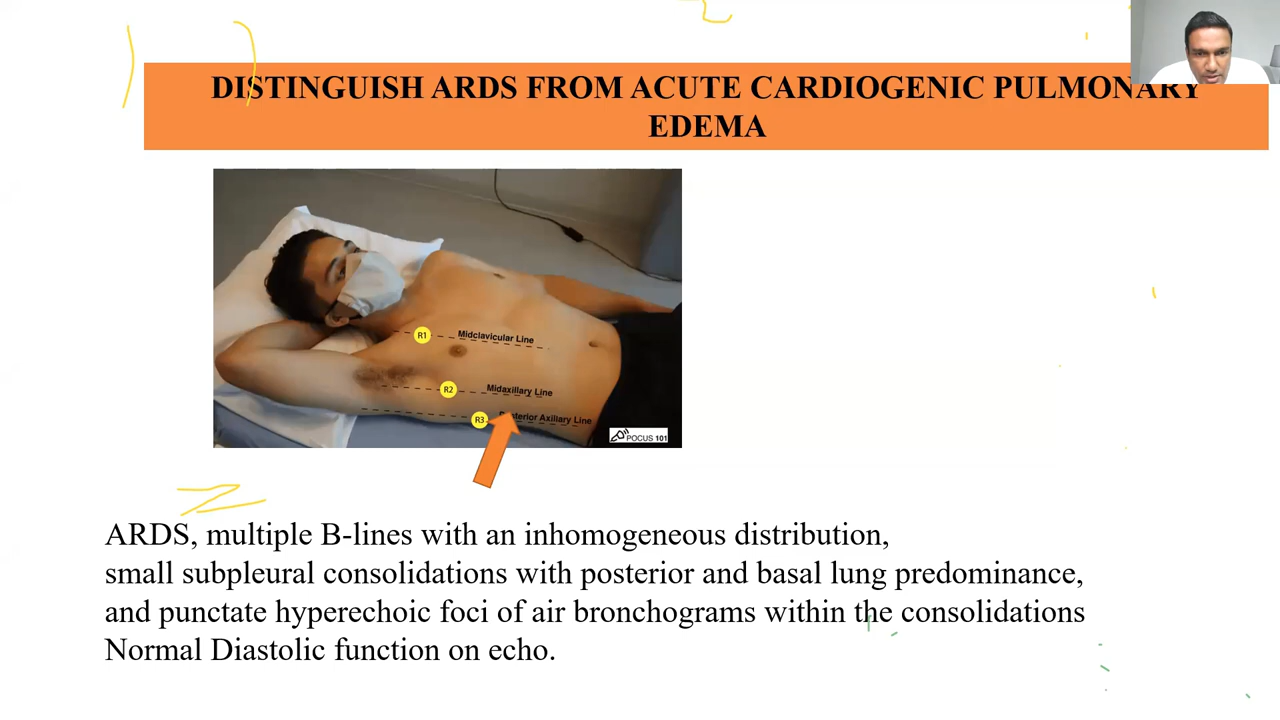 DISTINGUISH ARDS FROM ACUTE CARDIOGENIC PULMONARY
EDEMA
R1 Midclavicular Line
R1
R2 Midaxillary Line
R3 Posterior Axillary Line
POCUS 101
ARDS, multiple B-lines with an inhomogeneous distribution,
small subpleural consolidations with posterior and basal lung predominance,
and punctate hyperechoic foci of air bronchograms within the consolidations
Normal Diastolic function on echo.